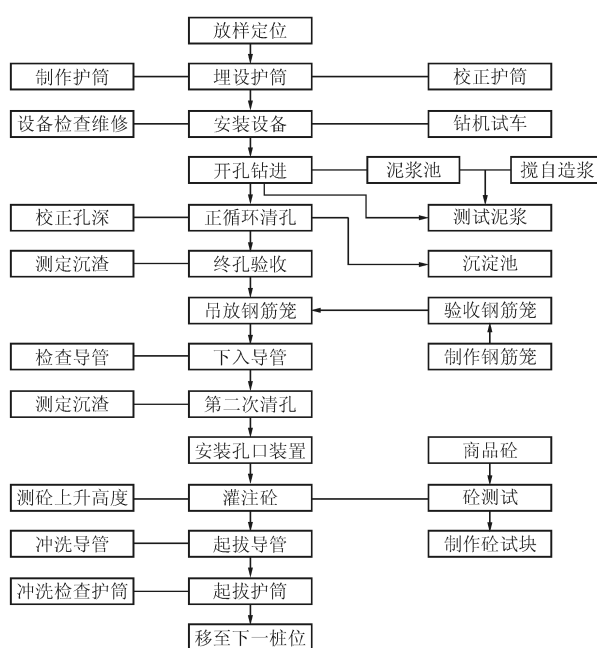 放样定位
制作护筒
埋设护筒
校正护筒
设备检查维修
安装设备
钻机试车
开孔钻进
泥浆池
搅自造浆
校正孔深
正循环清孔
测试泥浆
测定沉渣
终孔验收
沉淀池
吊放钢筋笼
验收钢筋笼
检查导管
下入导管
制作钢筋笼
测定沉渣
第二次清孔
安装孔口装置
商品砼
测砼上升高度
灌注砼
砼测试
冲洗导管
起拔导管
制作砼试块
冲洗检查护筒
起拔护筒
移至下一桩位